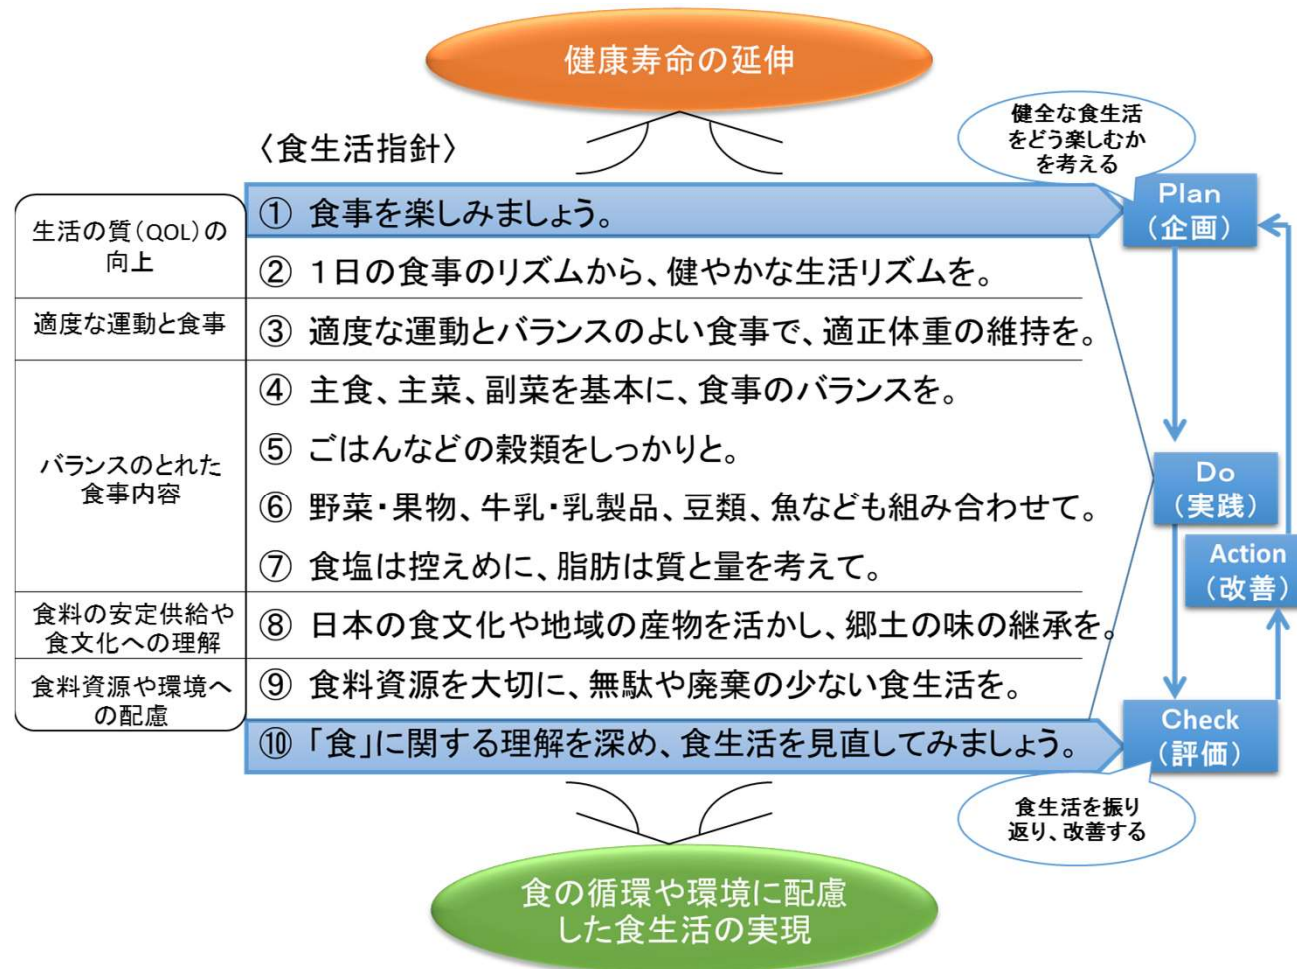 健康寿命の延伸
〈食生活指針〉
健全な食生活
をどう楽しむか
を考える
生活の質（QOL）の
向上
① 食事を楽しみましょう。
Plan
（企画）
② １日の食事のリズムから、健やかな生活リズムを。
適度な運動と食事
③ 適度な運動とバランスのよい食事で、適正体重の維持を。
バランスのとれた
食事内容
④ 主食、主菜、副菜を基本に、食事のバランスを。
⑤ ごはんなどの穀類をしっかりと。
⑥ 野菜・果物、牛乳・乳製品、豆類、魚なども組み合わせて。
⑦ 食塩は控えめに、脂肪は質と量を考えて。
Do
（実践）
Action
（改善）
食料の安定供給や
食文化への理解
⑧ 日本の食文化や地域の産物を活かし、郷土の味の継承を。
食料資源や環境へ
の配慮
⑨ 食料資源を大切に、無駄や廃棄の少ない食生活を。
⑩ 「食」に関する理解を深め、食生活を見直してみましょう。
Check
（評価）
食生活を振り
返り、改善する
食の循環や環境に配慮
した食生活の実現